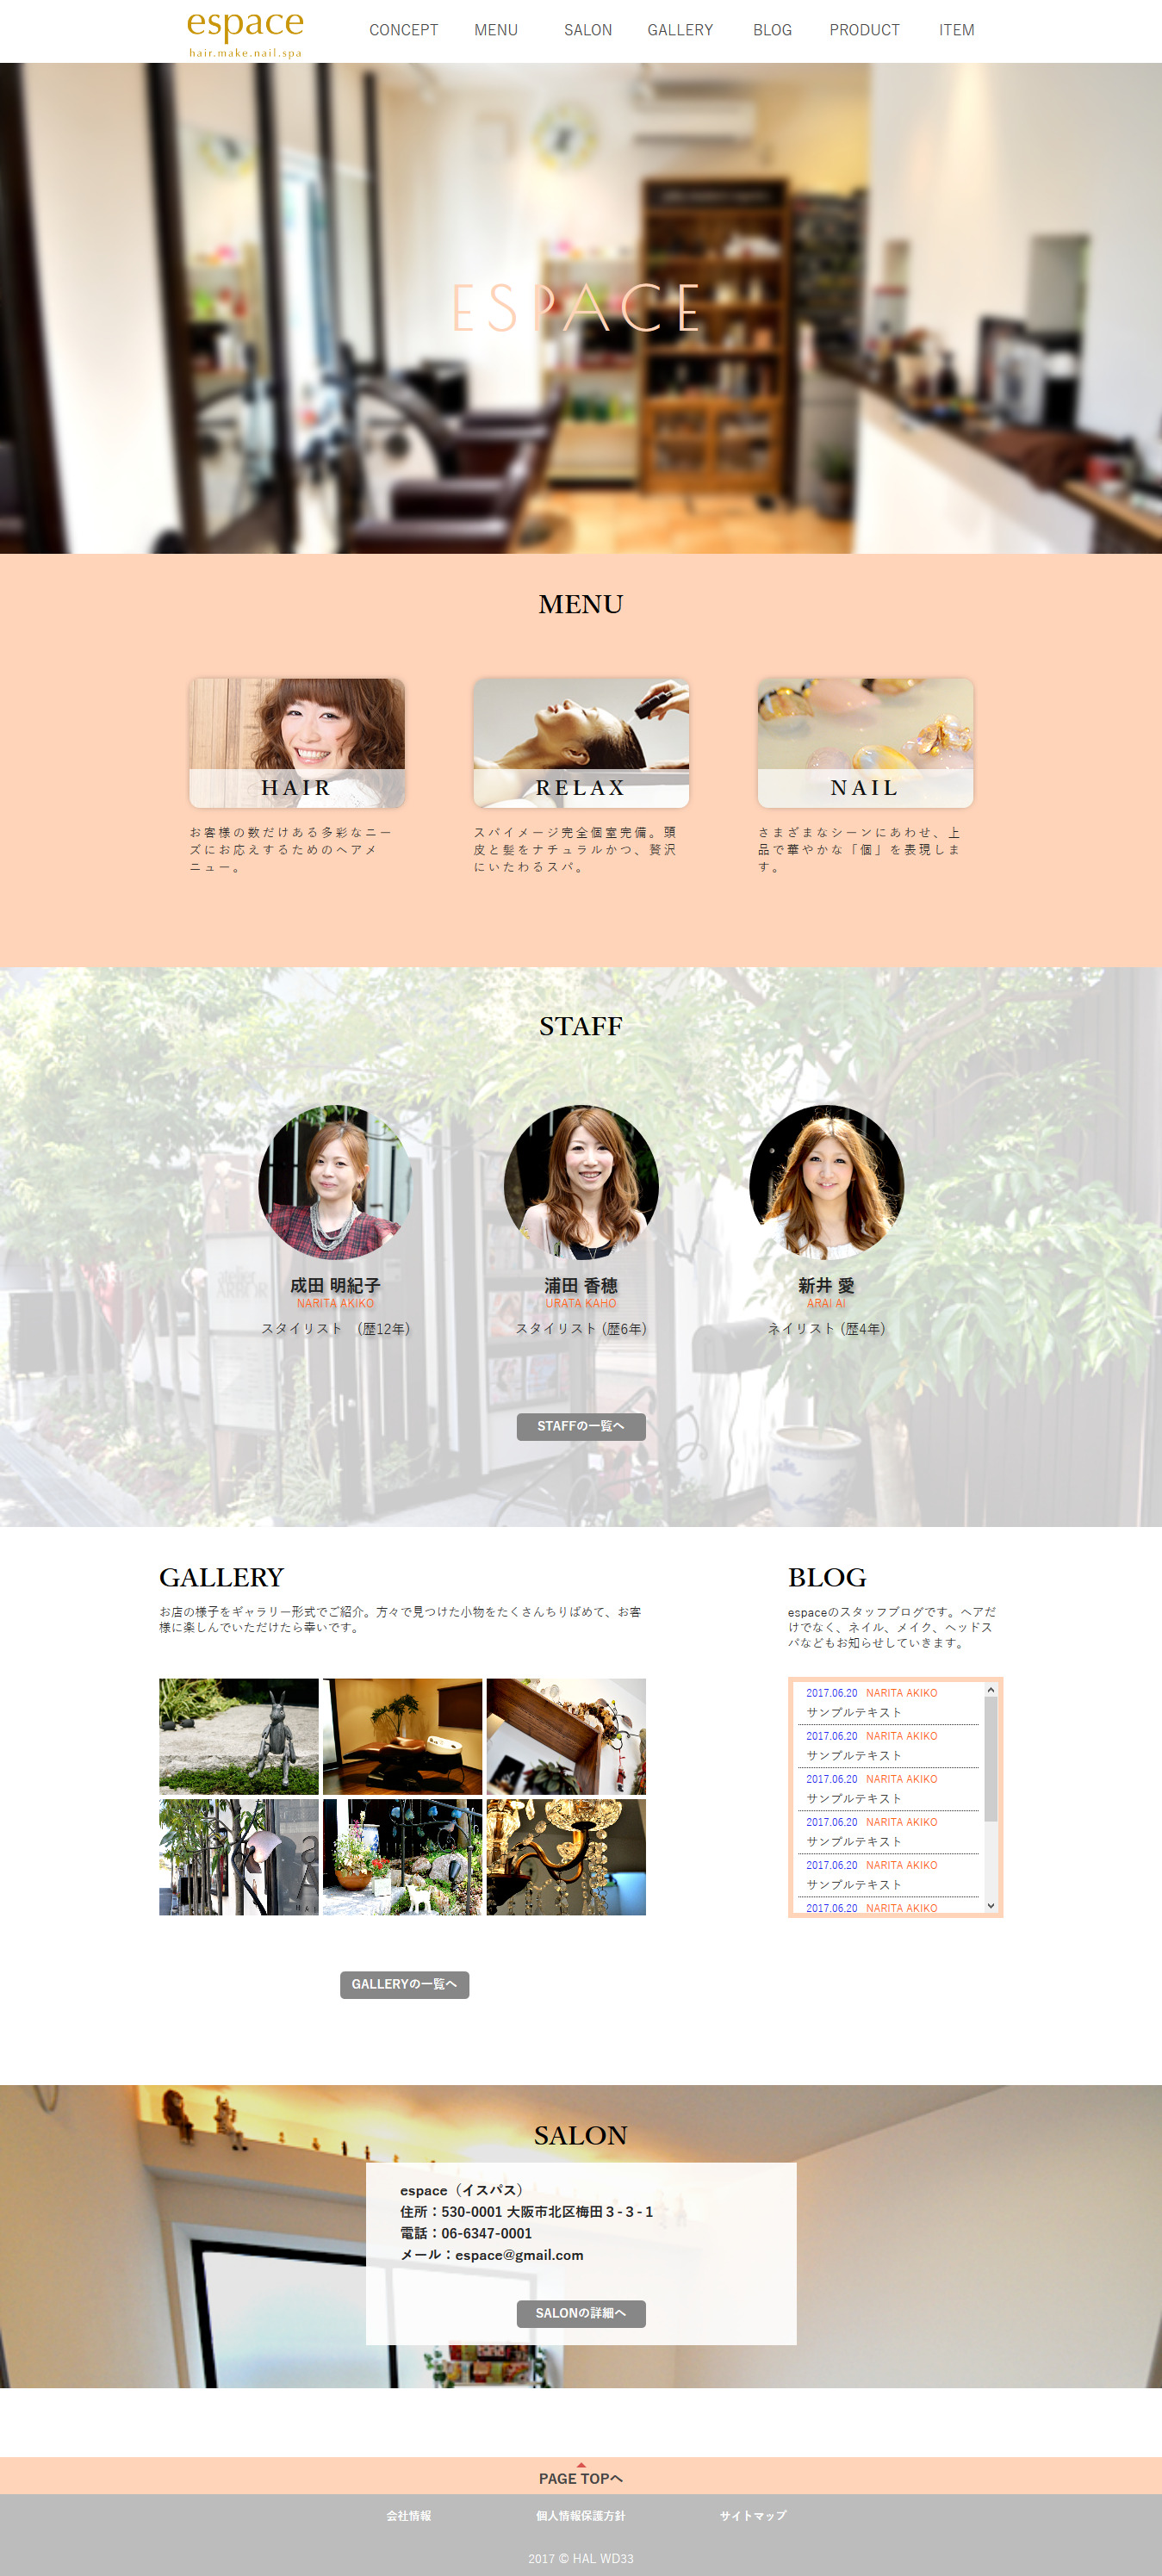 espace
hair.make.nail.spa
CONCEPT MENU SALON GALLERY BLOG PRODUCT ITEM
ESPACE
MENU
HAIR
お客様の数だけある多彩なニー
ズにお応えするためのヘアメ
ニュー。
RELAX
スパイメージ完全個室完備。頭
皮と髪をナチュラルかつ、贅沢
にいたわるスパ。
NAIL
さまざまなシーンにあわせ、上
品で華やかな「個」を表現しま
す。
STAFF
成田 明紀子
NARITA AKIKO
スタイリスト　(歴12年)
浦田 香穂
URATA KAHO
スタイリスト (歴6年)
新井 愛
ARAI AI
ネイリスト (歴4年)
STAFFの一覧へ
GALLERY
お店の様子をギャラリー形式でご紹介。方々で見つけた小物をたくさんちりばめて、お客
様に楽しんでいただけたら幸いです。
GALLERYの一覧へ
BLOG
espaceのスタッフブログです。ヘアだ
けでなく、ネイル、メイク、ヘッドス
パなどもお知らせしていきます。
2017.06.20 NARITA AKIKO
サンプルテキスト
2017.06.20 NARITA AKIKO
サンプルテキスト
2017.06.20 NARITA AKIKO
サンプルテキスト
2017.06.20 NARITA AKIKO
サンプルテキスト
2017.06.20 NARITA AKIKO
サンプルテキスト
2017.06.20 NARITA AKIKO
SALON
espace（イスパス）
住所：530-0001 大阪市北区梅田３-３-１
電話：06-6347-0001
メール：espace@gmail.com
SALONの詳細へ
PAGE TOPへ
会社情報 個人情報保護方針 サイトマップ
2017 © HAL WD33